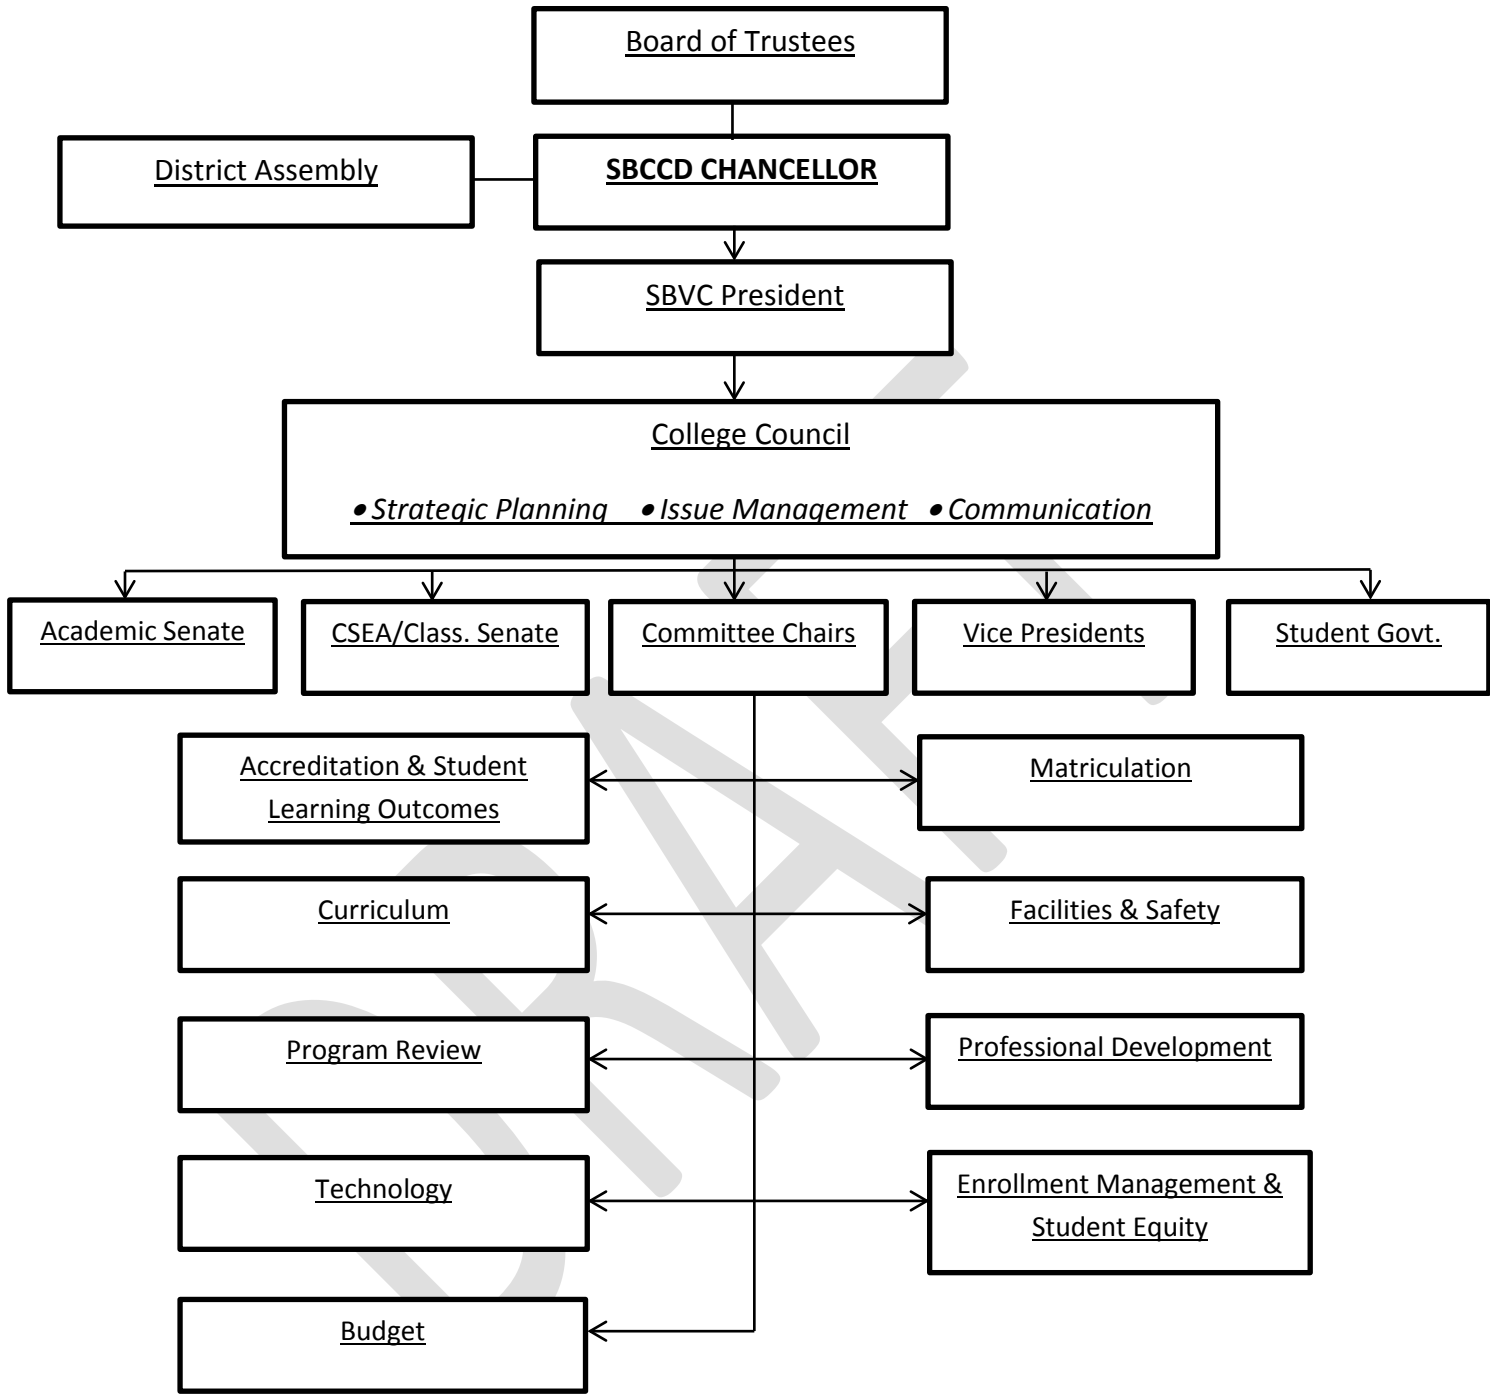 Board of Trustees
District Assembly
SBCCD CHANCELLOR
SBVC President
College Council
• Strategic Planning • Issue Management • Communication
Academic Senate
CSEA/Class. Senate
Committee Chairs
Vice Presidents
Student Govt.
Accreditation & Student
Learning Outcomes
Matriculation
Curriculum
Facilities & Safety
Program Review
Professional Development
Technology
Enrollment Management &
Student Equity
Budget
DRAFT